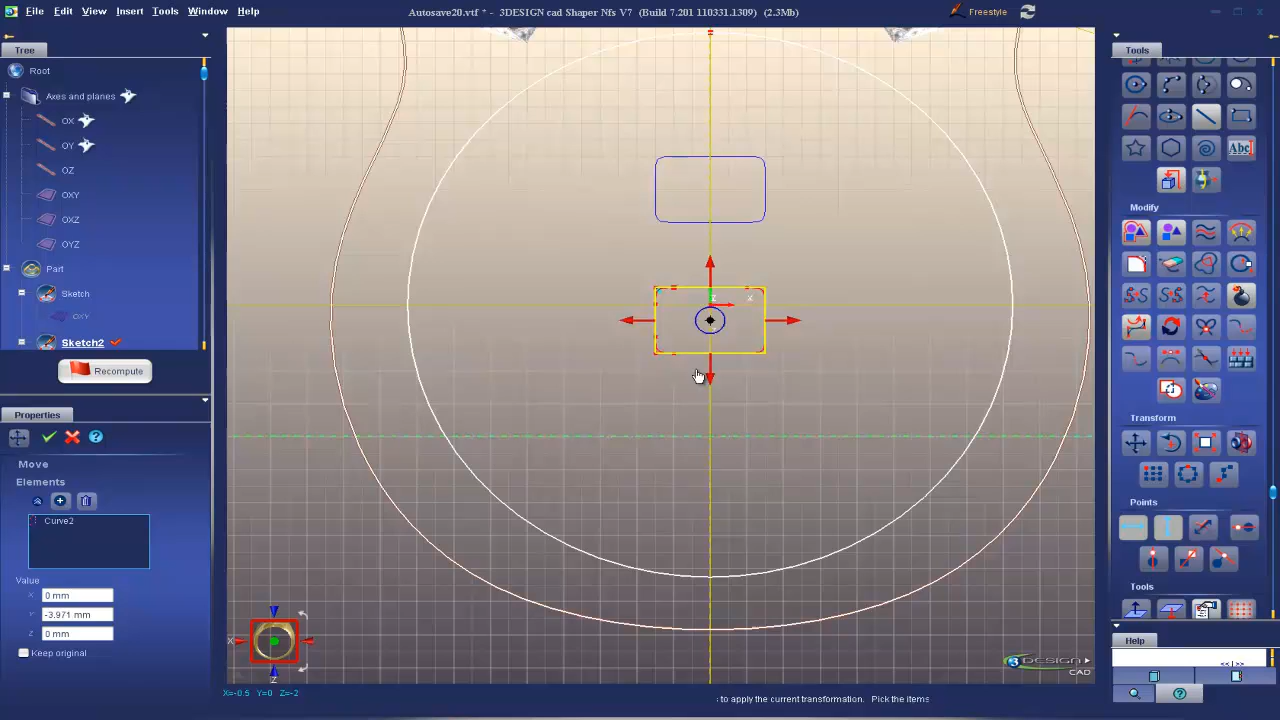 File Edit View Insert Tools Window Help
Autosave20.vtf * - 3DESIGN cad Shaper Nfs V7 (Build 7.201 110331.1309) (2.3Mb)
Freestyle
Tree
Root
Axes and planes
OX
OY
OZ
OXY
OXZ
OYZ
Part
Sketch
OXY
Sketch2
Recompute
Properties
Move
Elements
Curve2
Value
X 0 mm
Y -3.971 mm
Z 0 mm
Keep original
Z X
X
Z
X=-0.5 Y=0 Z=-2
3DESIGN
CAD
: to apply the current transformation. Pick the items
Tools
Abc
Modify
Transform
Points
Tools
Help